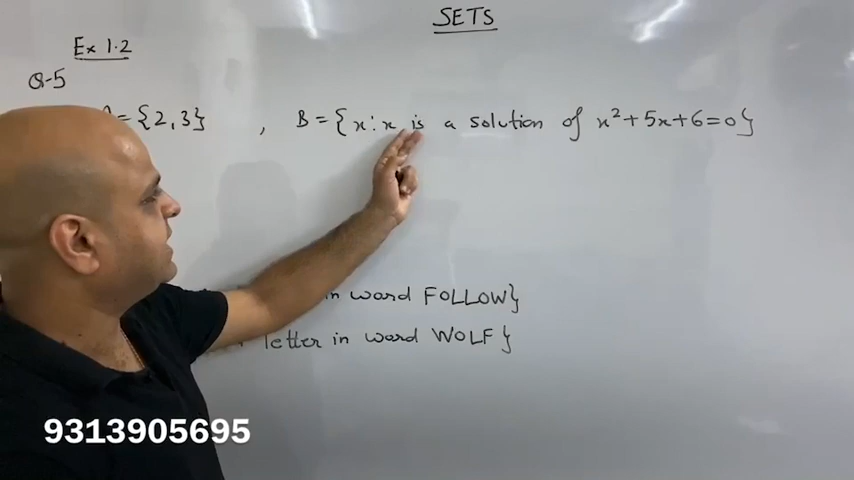 SETS
Ex 1.2
Q-5
= {2,3} , B = {x : x is a solution of x² + 5x + 6 = 0}
in word FOLLOW}
letter in word WOLF}
9313905695